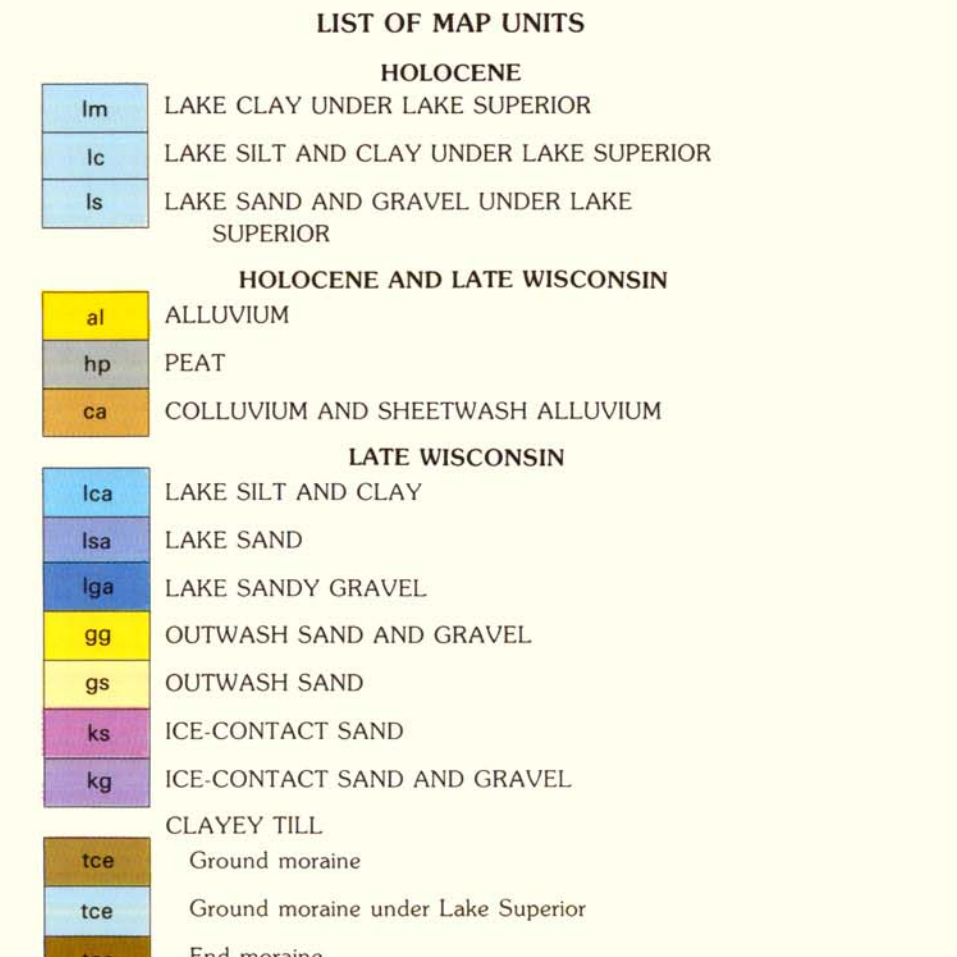 LIST OF MAP UNITS
HOLOCENE
lm LAKE CLAY UNDER LAKE SUPERIOR
lc LAKE SILT AND CLAY UNDER LAKE SUPERIOR
ls LAKE SAND AND GRAVEL UNDER LAKE
SUPERIOR
HOLOCENE AND LATE WISCONSIN
al ALLUVIUM
hp PEAT
ca COLLUVIUM AND SHEETWASH ALLUVIUM
LATE WISCONSIN
lca LAKE SILT AND CLAY
lsa LAKE SAND
lga LAKE SANDY GRAVEL
gg OUTWASH SAND AND GRAVEL
gs OUTWASH SAND
ks ICE-CONTACT SAND
kg ICE-CONTACT SAND AND GRAVEL
CLAYEY TILL
tce Ground moraine
tce Ground moraine under Lake Superior
End moraine